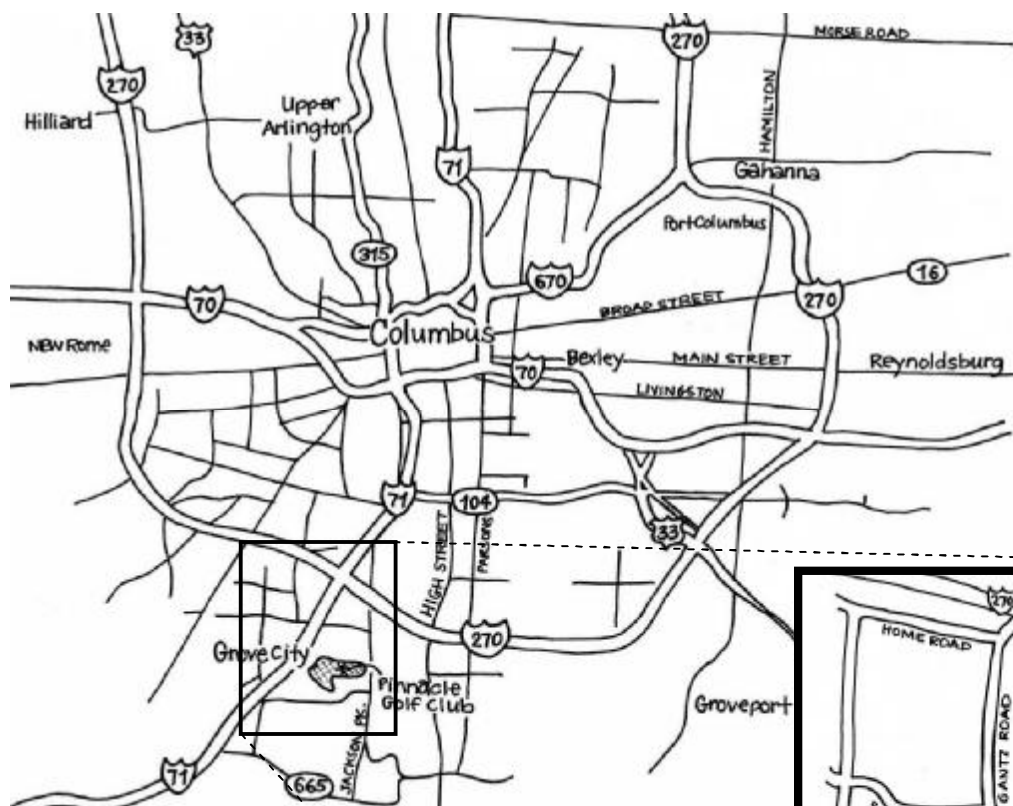 33
270
MORSE ROAD
270
Hilliard
Upper
Arlington
HAMILTON
71
Gahanna
Port Columbus
315
16
670
270
70
BROAD STREET
Columbus
NEW Rome
Bexley
MAIN STREET
Reynoldsburg
70
LIVINGSTON
71
104
33
HIGH STREET
PARSONS
270
270
HOME ROAD
Grove City
Pinnacle
Golf Club
Groveport
GANTZ ROAD
JACKSON PK.
71
665